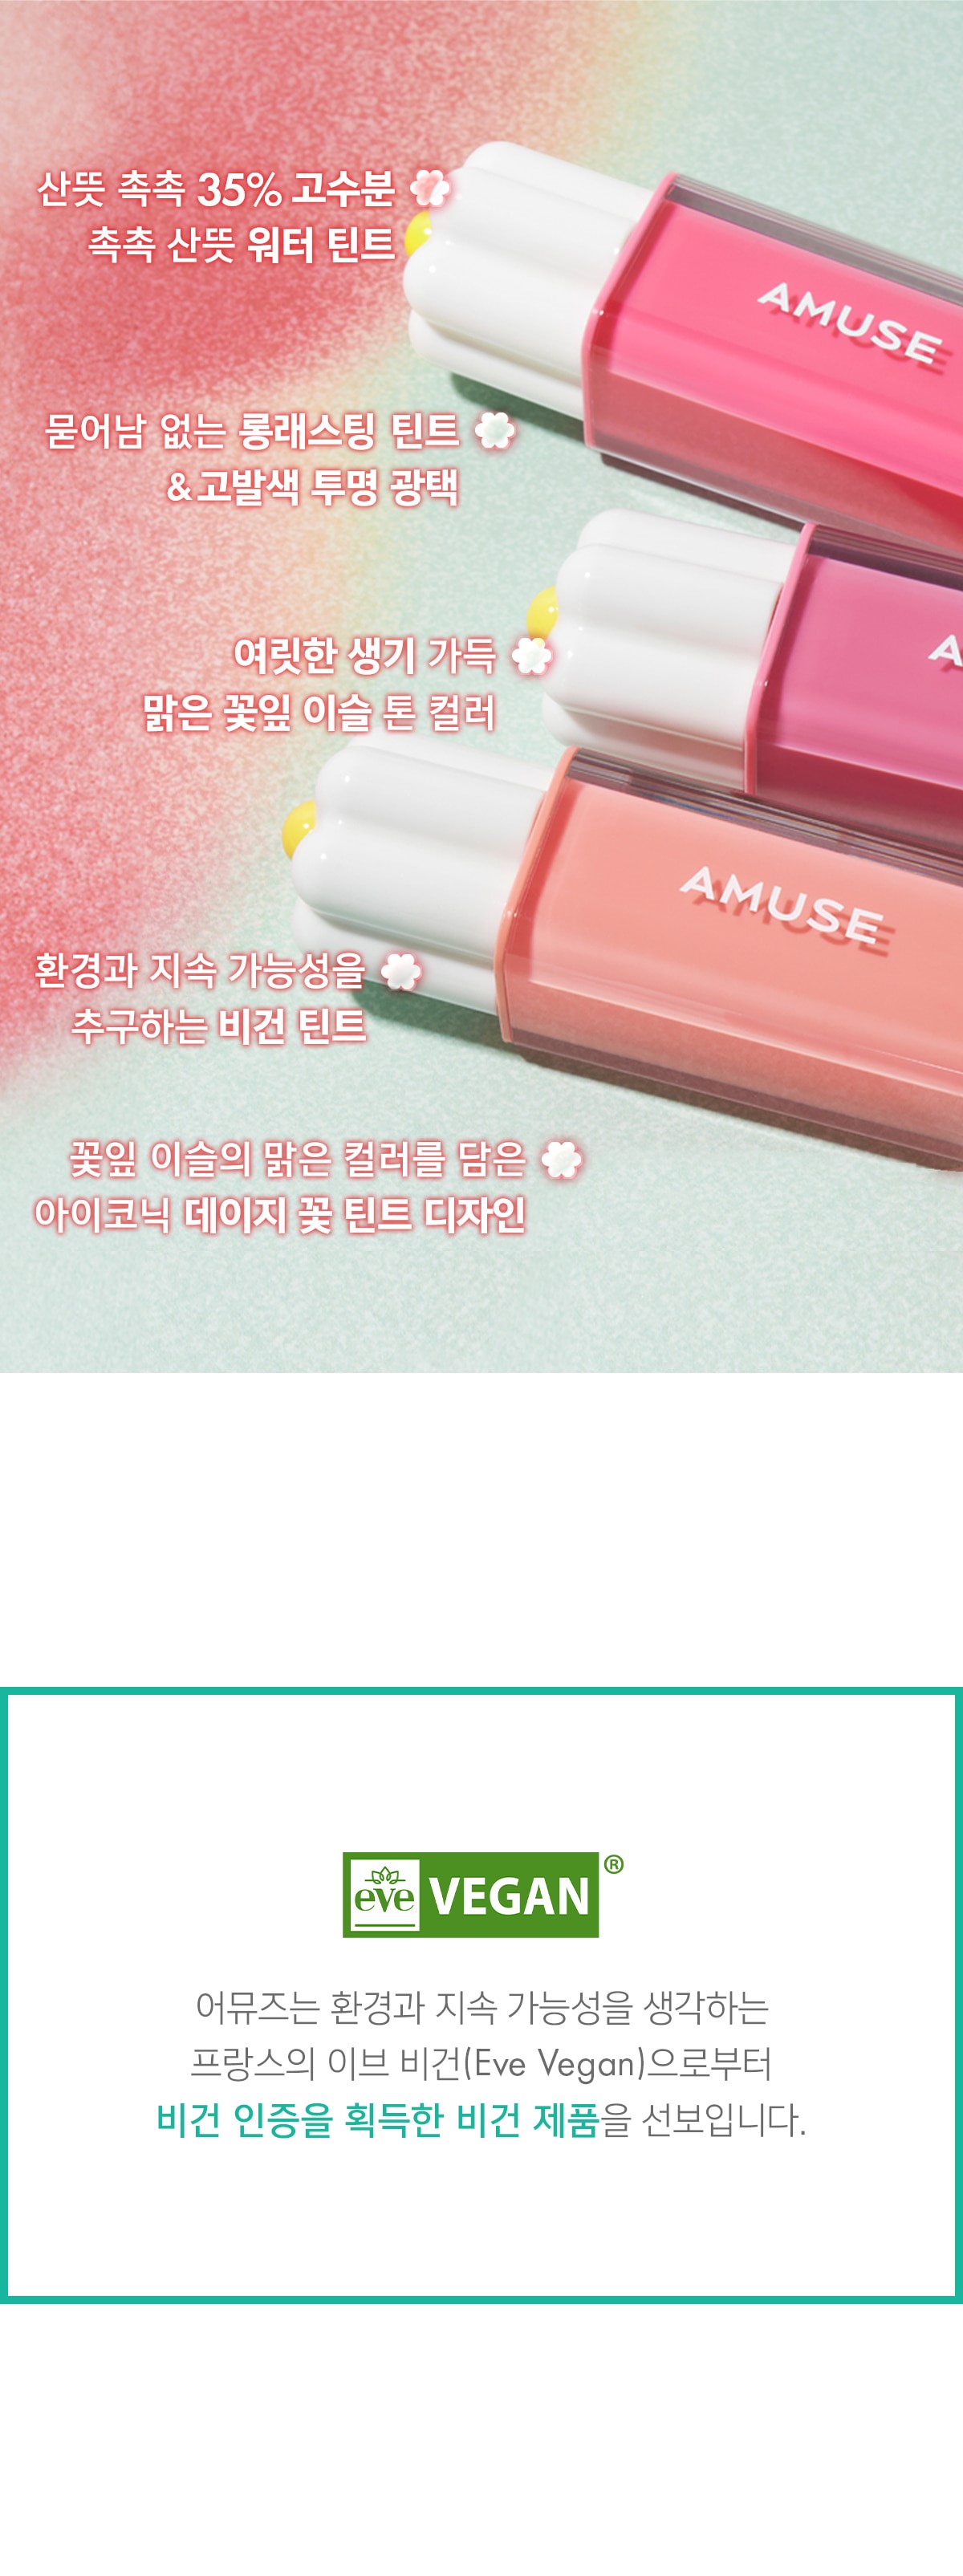 산뜻 촉촉 35% 고수분
촉촉 산뜻 워터 틴트
AMUSE
묻어남 없는 롱래스팅 틴트
&고발색 투명 광택
여릿한 생기 가득
맑은 꽃잎 이슬 톤 컬러
A
AMUSE
환경과 지속 가능성을
추구하는 비건 틴트
꽃잎 이슬의 맑은 컬러를 담은
아이코닉 데이지 꽃 틴트 디자인
eve VEGAN®
어뮤즈는 환경과 지속 가능성을 생각하는
프랑스의 이브 비건(Eve Vegan)으로부터
비건 인증을 획득한 비건 제품을 선보입니다.